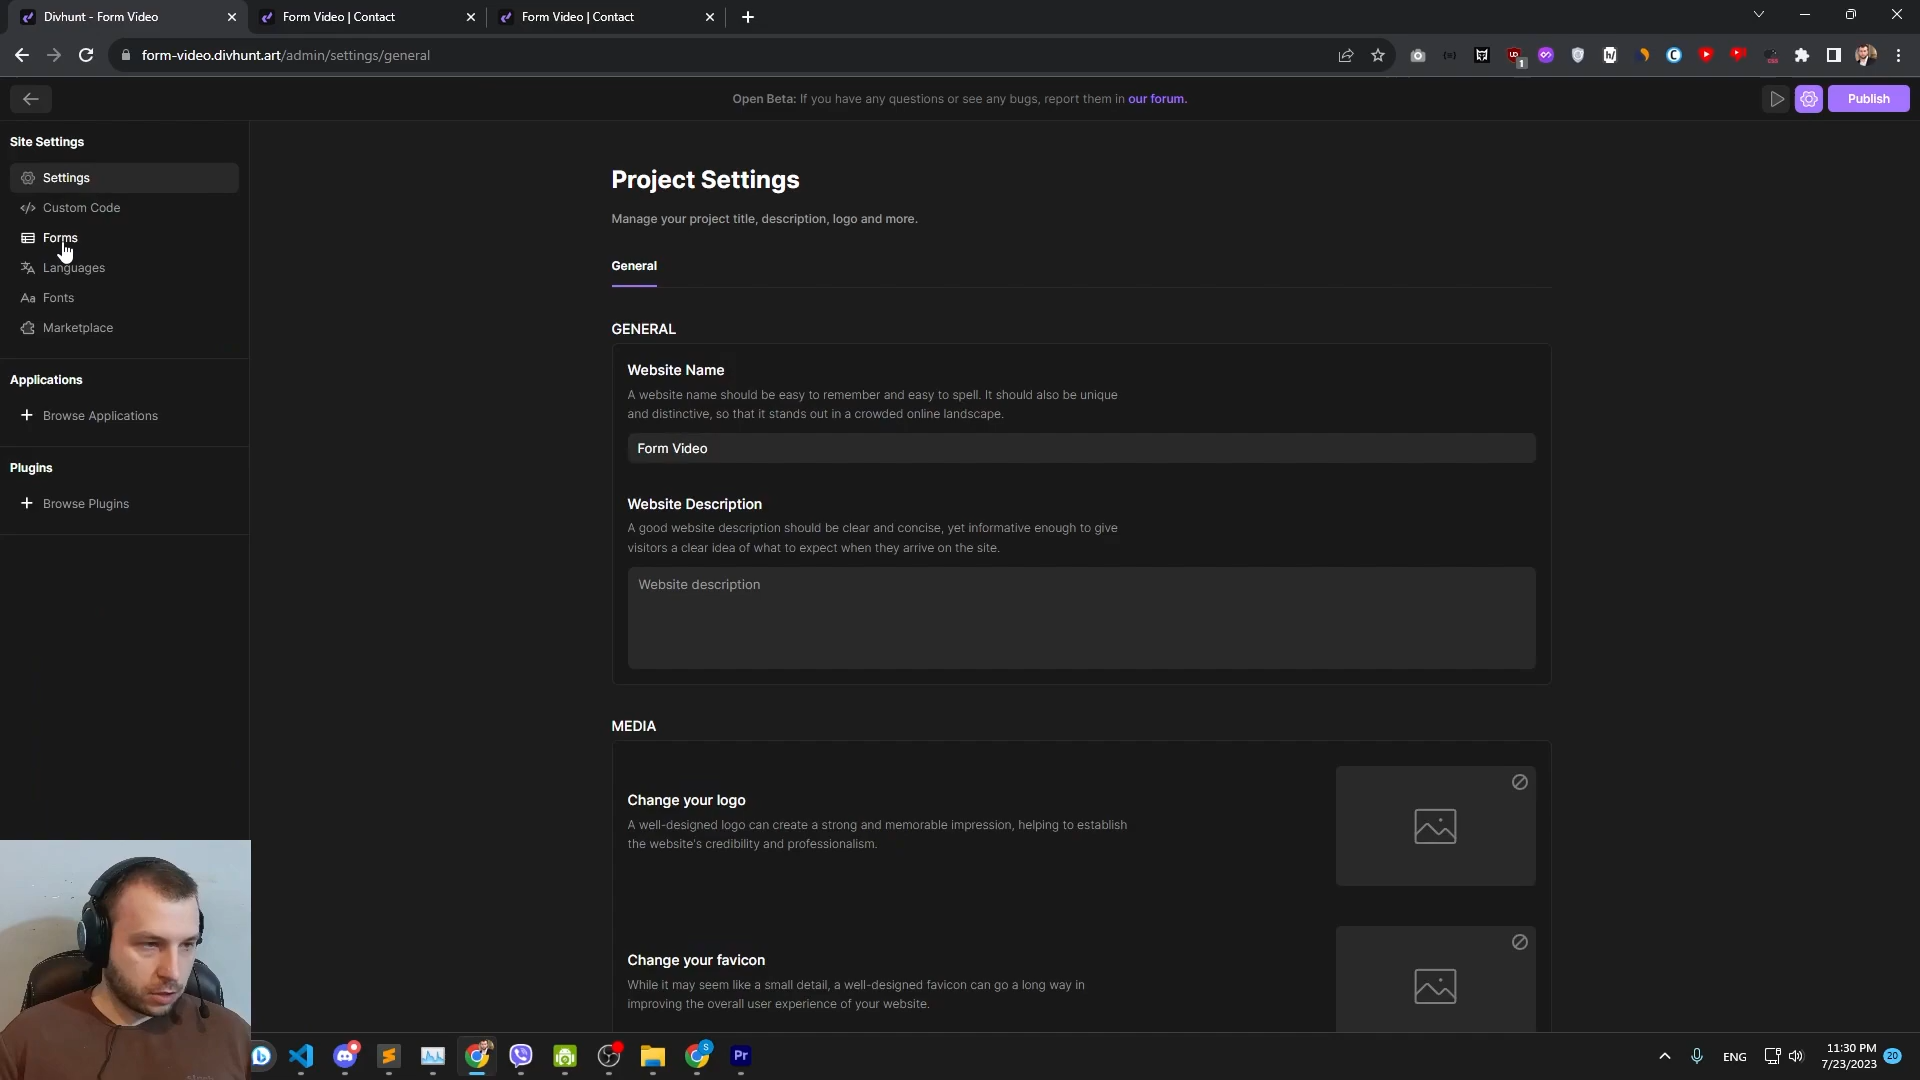 Divhunt - Form Video
Form Video | Contact
Form Video | Contact
form-video.divhunt.art/admin/settings/general
Open Beta: If you have any questions or see any bugs, report them in our forum.
Publish
Site Settings
Settings
Custom Code
Forms
Languages
Fonts
Marketplace
Applications
Browse Applications
Plugins
Browse Plugins
Project Settings
Manage your project title, description, logo and more.
General
GENERAL
Website Name
A website name should be easy to remember and easy to spell. It should also be unique
and distinctive, so that it stands out in a crowded online landscape.
Form Video
Website Description
A good website description should be clear and concise, yet informative enough to give
visitors a clear idea of what to expect when they arrive on the site.
Website description
MEDIA
Change your logo
A well-designed logo can create a strong and memorable impression, helping to establish
the website's credibility and professionalism.
Change your favicon
While it may seem like a small detail, a well-designed favicon can go a long way in
improving the overall user experience of your website.
Pr
ENG
11:30 PM
7/23/2023
20